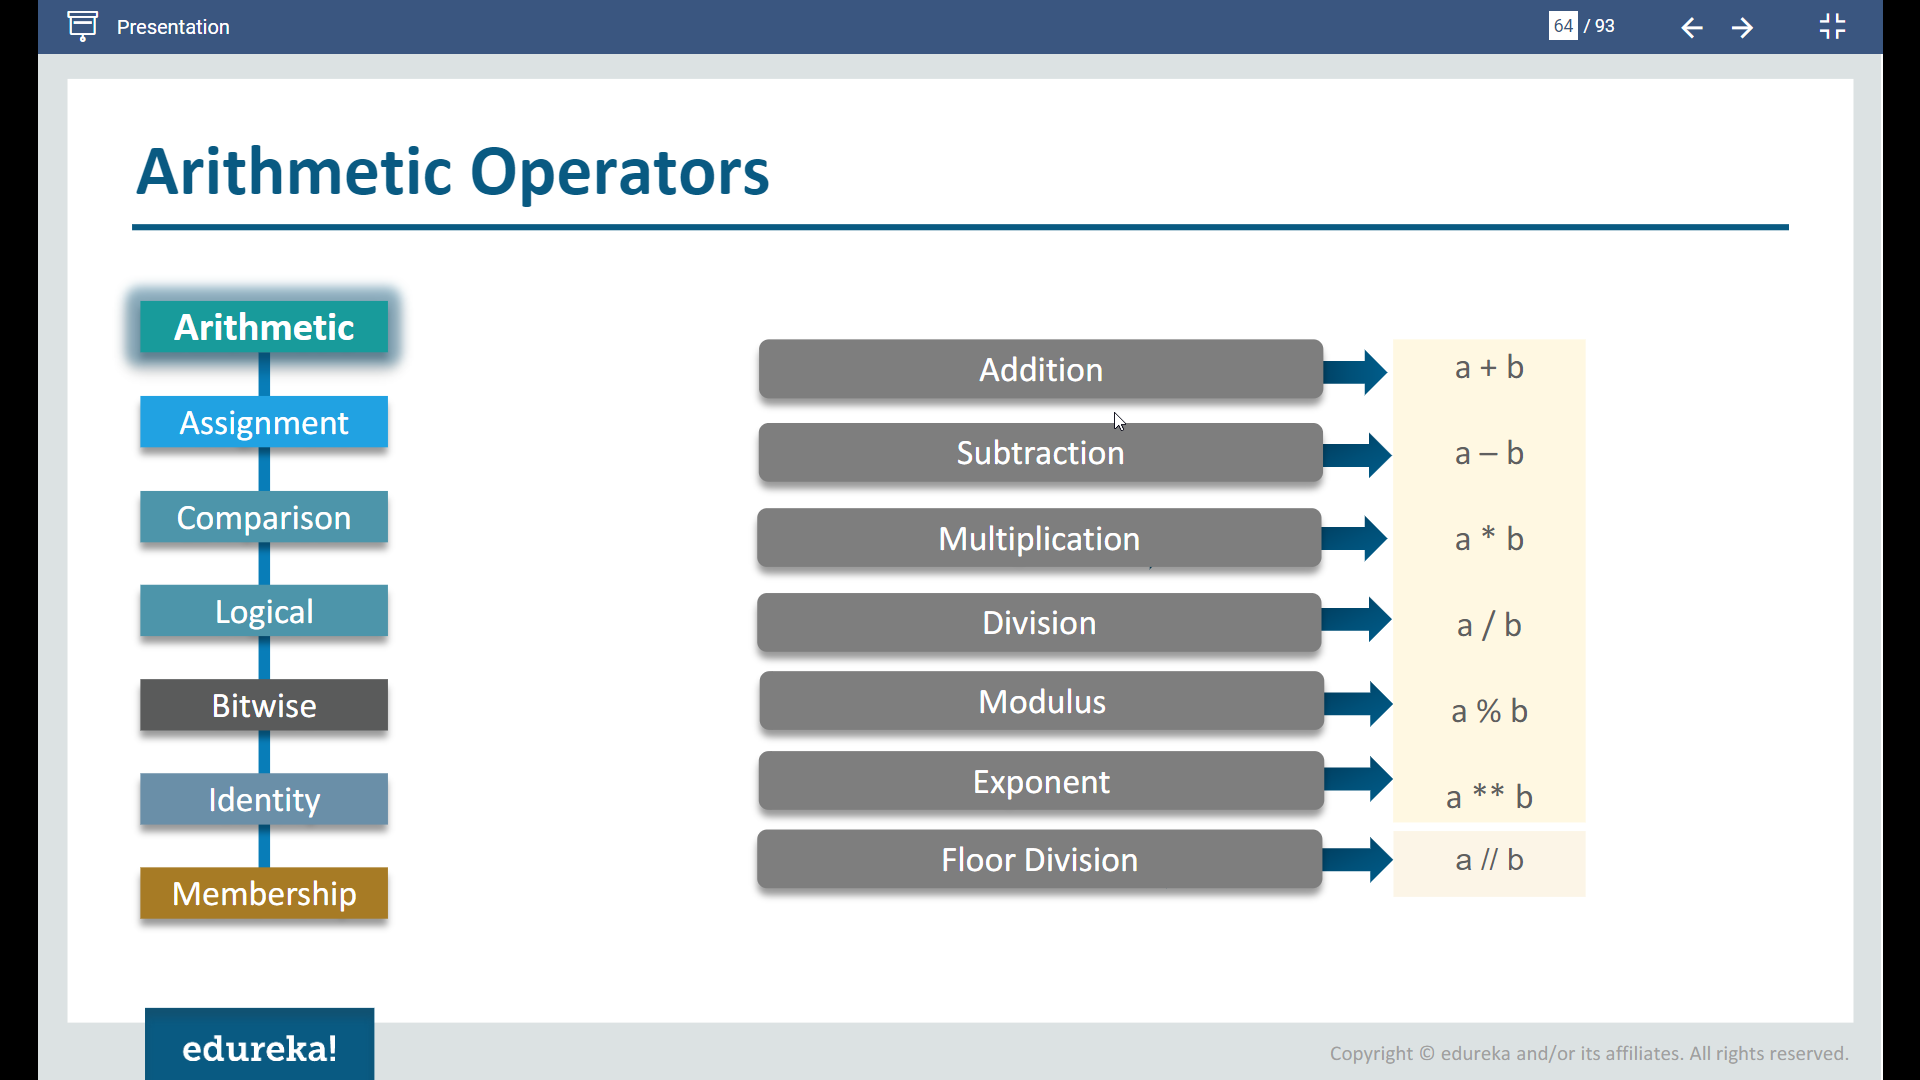 Presentation
64 / 93
Arithmetic Operators
Arithmetic
Assignment
Comparison
Logical
Bitwise
Identity
Membership
Addition
a + b
Subtraction
a – b
Multiplication
a * b
Division
a / b
Modulus
a % b
Exponent
a ** b
Floor Division
a // b
edureka!
Copyright © edureka and/or its affiliates. All rights reserved.